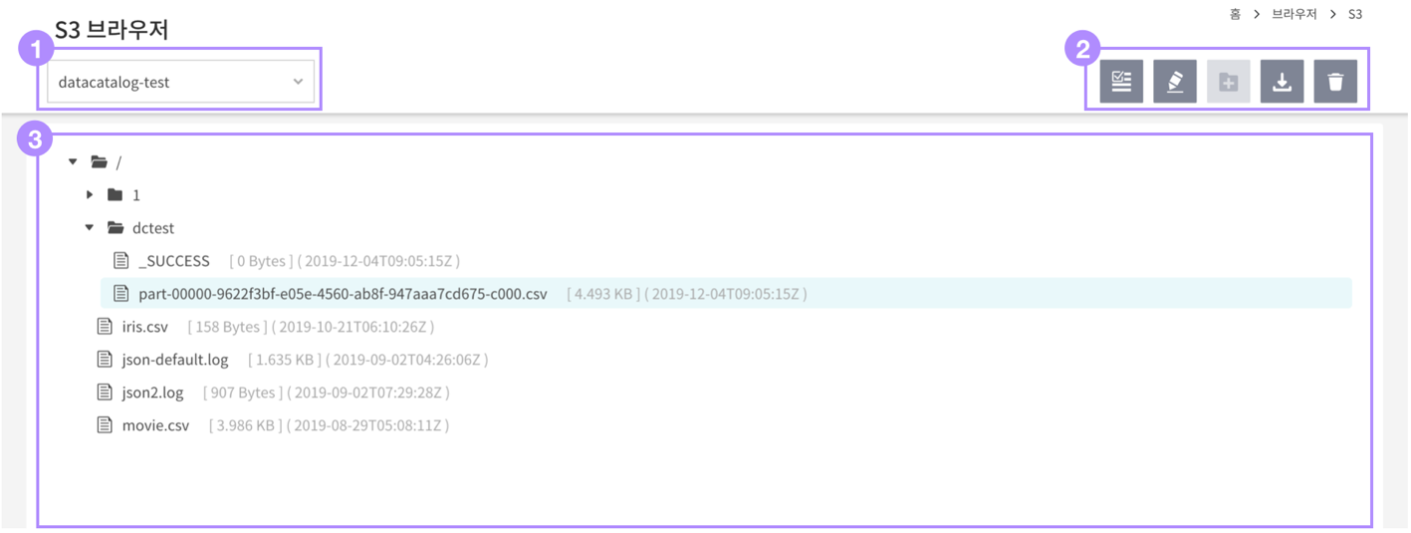 홈 > 브라우저 > S3
S3 브라우저
1
datacatalog-test
2
3
/
1
dctest
_SUCCESS [ 0 Bytes ] ( 2019-12-04T09:05:15Z )
part-00000-9622f3bf-e05e-4560-ab8f-947aaa7cd675-c000.csv [ 4.493 KB ] ( 2019-12-04T09:05:15Z )
iris.csv [ 158 Bytes ] ( 2019-10-21T06:10:26Z )
json-default.log [ 1.635 KB ] ( 2019-09-02T04:26:06Z )
json2.log [ 907 Bytes ] ( 2019-09-02T07:29:28Z )
movie.csv [ 3.986 KB ] ( 2019-08-29T05:08:11Z )